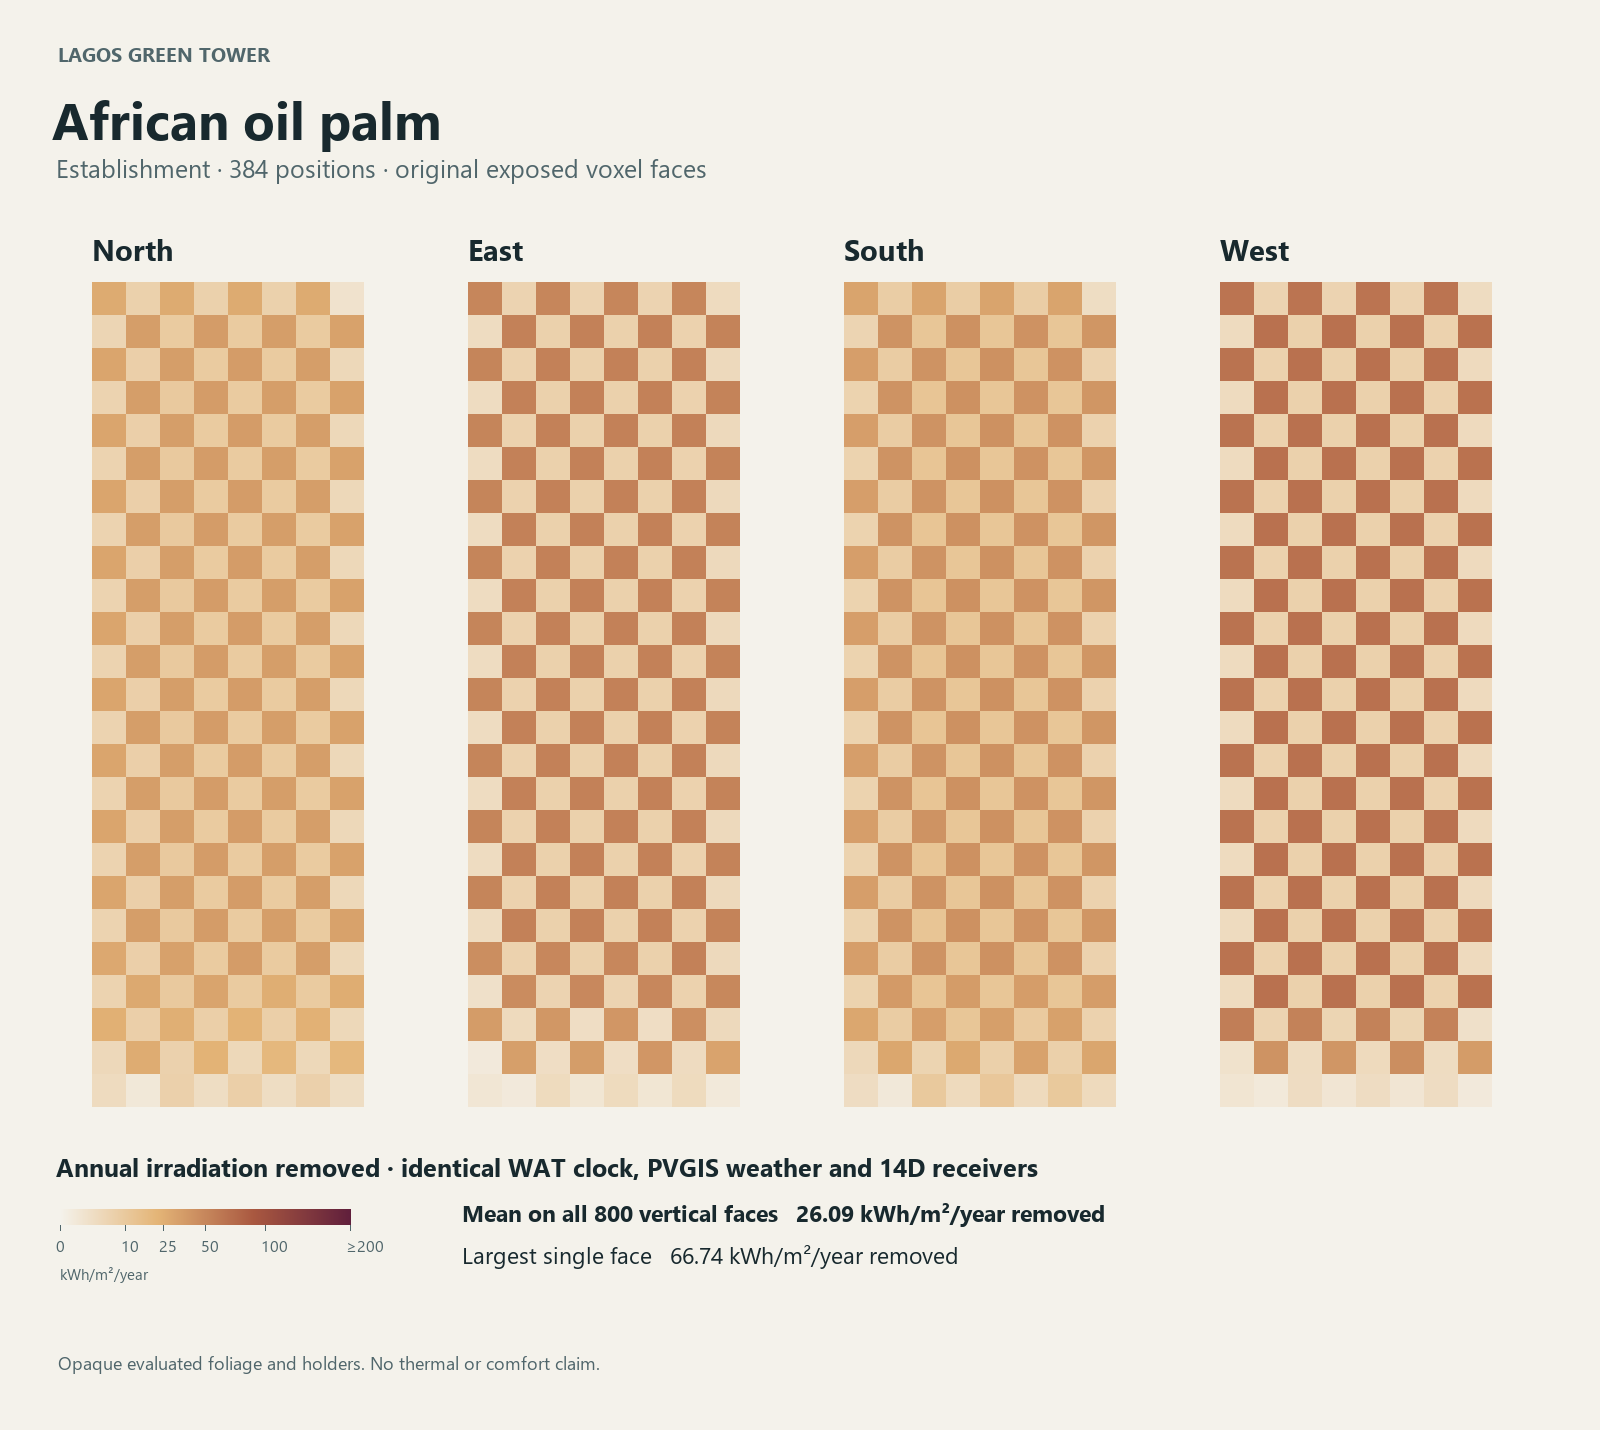 LAGOS GREEN TOWER
African oil palm
Establishment · 384 positions · original exposed voxel faces
North East South West
Annual irradiation removed · identical WAT clock, PVGIS weather and 14D receivers
Mean on all 800 vertical faces 26.09 kWh/m²/year removed
0 10 25 50 100 ≥200
Largest single face 66.74 kWh/m²/year removed
kWh/m²/year
Opaque evaluated foliage and holders. No thermal or comfort claim.